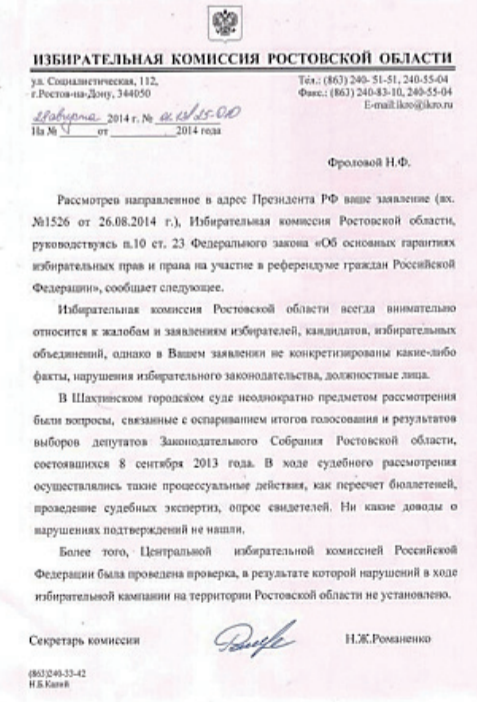 ИЗБИРАТЕЛЬНАЯ КОМИССИЯ РОСТОВСКОЙ ОБЛАСТИ
ул. Социалистическая, 112,
г.Ростов-на-Дону, 344050
Тел.: (863) 240- 51-51, 240-55-04
Факс.: (863) 240-83-10, 240-55-04
E-mail:ikro@ikro.ru
28 августа 2014 г. №
На № от 2014 года
Фроловой Н.Ф.
Рассмотрев направленное в адрес Президента РФ ваше заявление (вх.
№1526 от 26.08.2014 г.), Избирательная комиссия Ростовской области,
руководствуясь п.10 ст. 23 Федерального закона «Об основных гарантиях
избирательных прав и права на участие в референдуме граждан Российской
Федерации», сообщает следующее.
Избирательная комиссия Ростовской области всегда внимательно
относится к жалобам и заявлениям избирателей, кандидатов, избирательных
объединений, однако в Вашем заявлении не конкретизированы какие-либо
факты, нарушения избирательного законодательства, должностные лица.
В Шахтинском городском суде неоднократно предметом рассмотрения
были вопросы, связанные с оспариванием итогов голосования и результатов
выборов депутатов Законодательного Собрания Ростовской области,
состоявшихся 8 сентября 2013 года. В ходе судебного рассмотрения
осуществлялись такие процессуальные действия, как пересчет бюллетеней,
проведение судебных экспертиз, опрос свидетелей. Ни какие доводы о
нарушениях подтверждений не нашли.
Более того, Центральной избирательной комиссией Российской
Федерации была проведена проверка, в результате которой нарушений в ходе
избирательной кампании на территории Ростовской области не установлено.
Секретарь комиссии Н.Ж.Романенко
(863)240-33-42